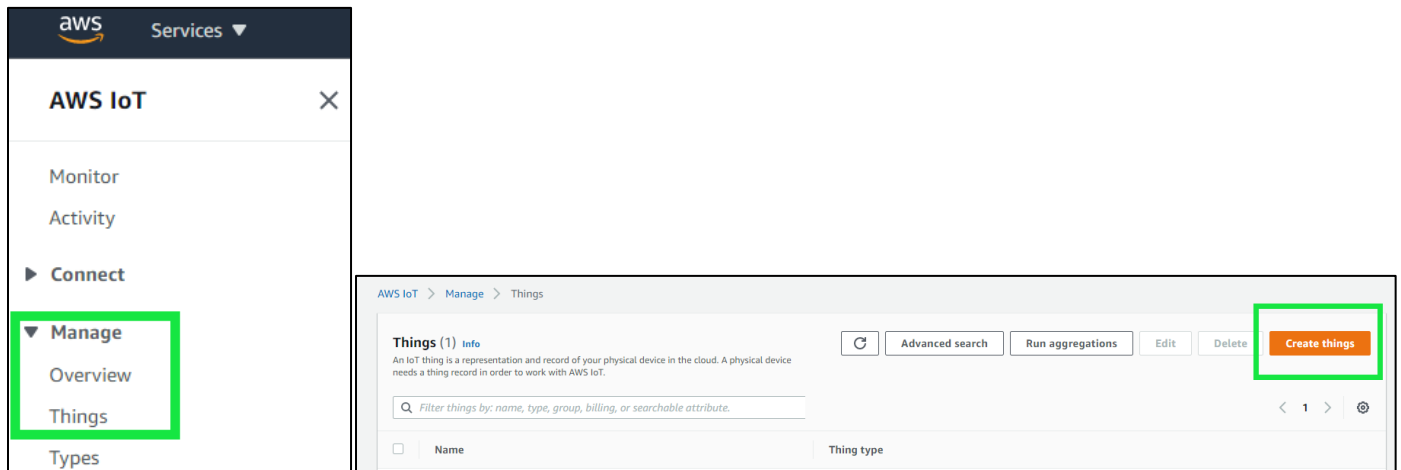 aws Services
AWS IoT
Monitor
Activity
Connect
Manage
Overview
Things
Types
AWS IoT > Manage > Things
Things (1) Info
An IoT thing is a representation and record of your physical device in the cloud. A physical device
needs a thing record in order to work with AWS IoT.
Advanced search Run aggregations Edit Delete Create things
Filter things by: name, type, group, billing, or searchable attribute.
< 1 >
Name Thing type